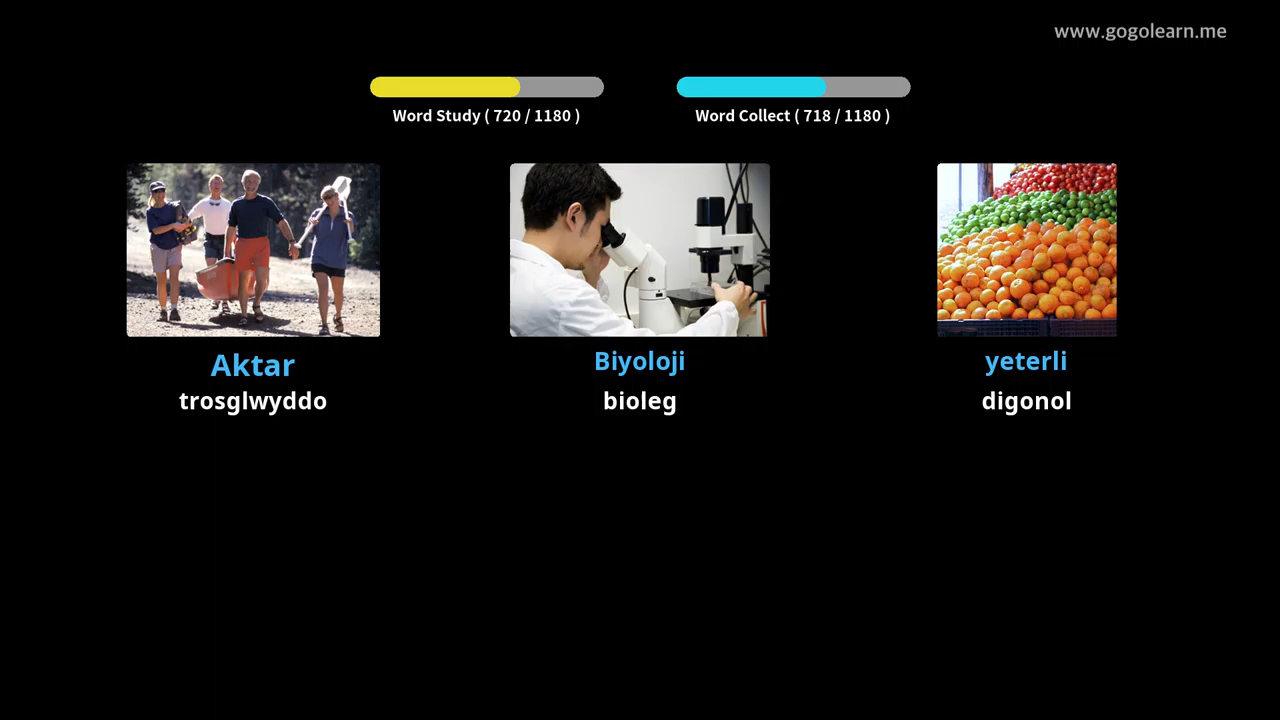 www.gogolearn.me
Word Study ( 720 / 1180 )
Word Collect ( 718 / 1180 )
Aktar
trosglwyddo
Biyoloji
bioleg
yeterli
digonol